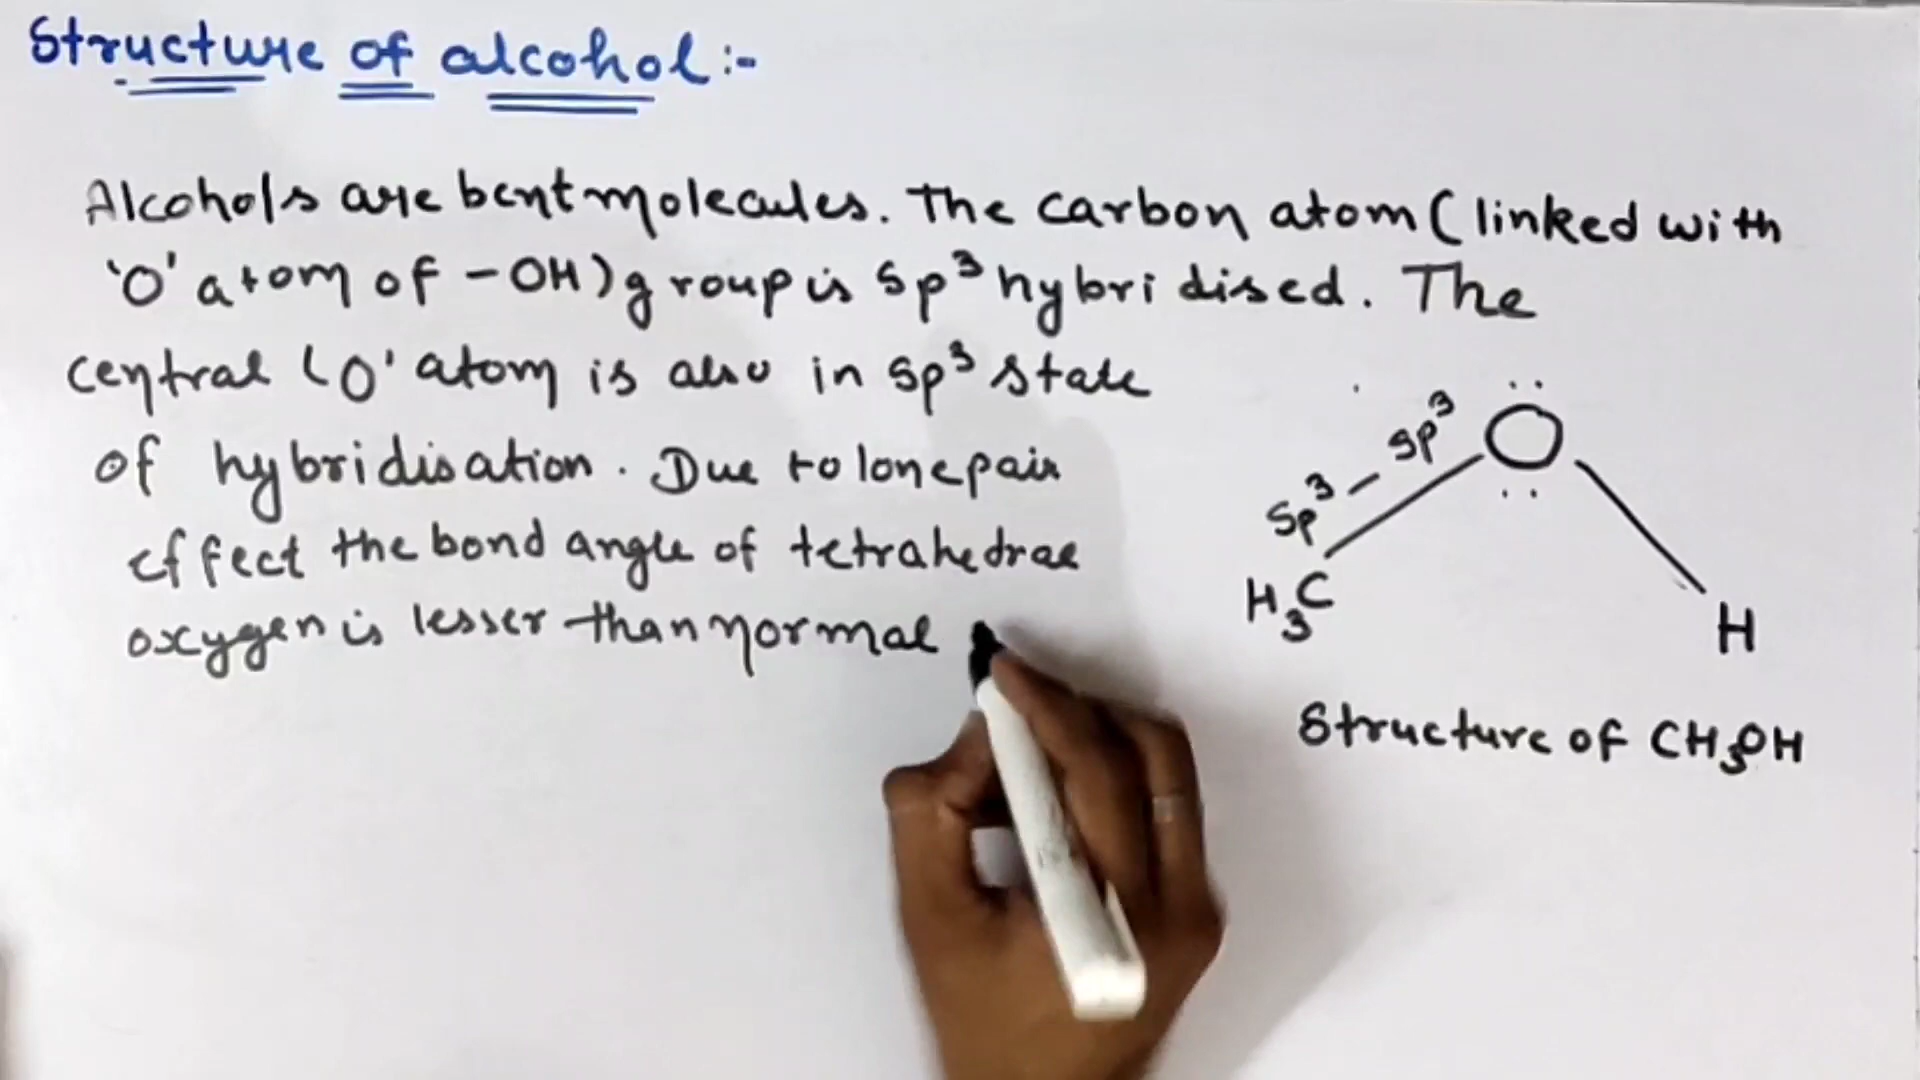 Structure of alcohol :-
Alcohols are bent molecules. The carbon atom (linked with
'O' atom of -OH) group is Sp³ hybridised. The
central 'O' atom is also in sp³ state
of hybridisation. Due to lone pair
effect the bond angle of tetrahedral
oxygen is lesser than normal
Sp³ - Sp³
O
H₃C
H
Structure of CH₃OH